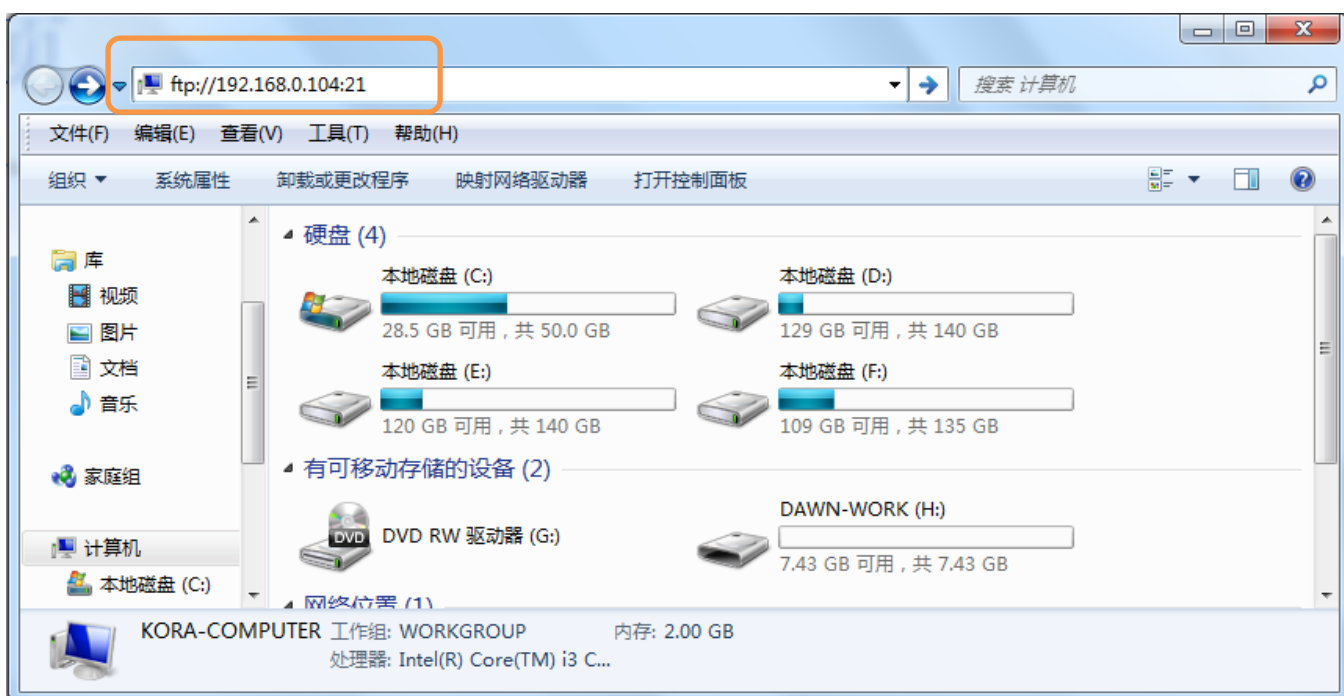 ftp://192.168.0.104:21
搜索 计算机
文件(F) 编辑(E) 查看(V) 工具(T) 帮助(H)
组织 系统属性 卸载或更改程序 映射网络驱动器 打开控制面板
库
视频
图片
文档
音乐
家庭组
计算机
本地磁盘 (C:)
硬盘 (4)
本地磁盘 (C:)
28.5 GB 可用，共 50.0 GB
本地磁盘 (D:)
129 GB 可用，共 140 GB
本地磁盘 (E:)
120 GB 可用，共 140 GB
本地磁盘 (F:)
109 GB 可用，共 135 GB
有可移动存储的设备 (2)
DVD
DVD RW 驱动器 (G:)
DAWN-WORK (H:)
7.43 GB 可用，共 7.43 GB
网络位置 (1)
KORA-COMPUTER 工作组: WORKGROUP 内存: 2.00 GB
处理器: Intel(R) Core(TM) i3 C...